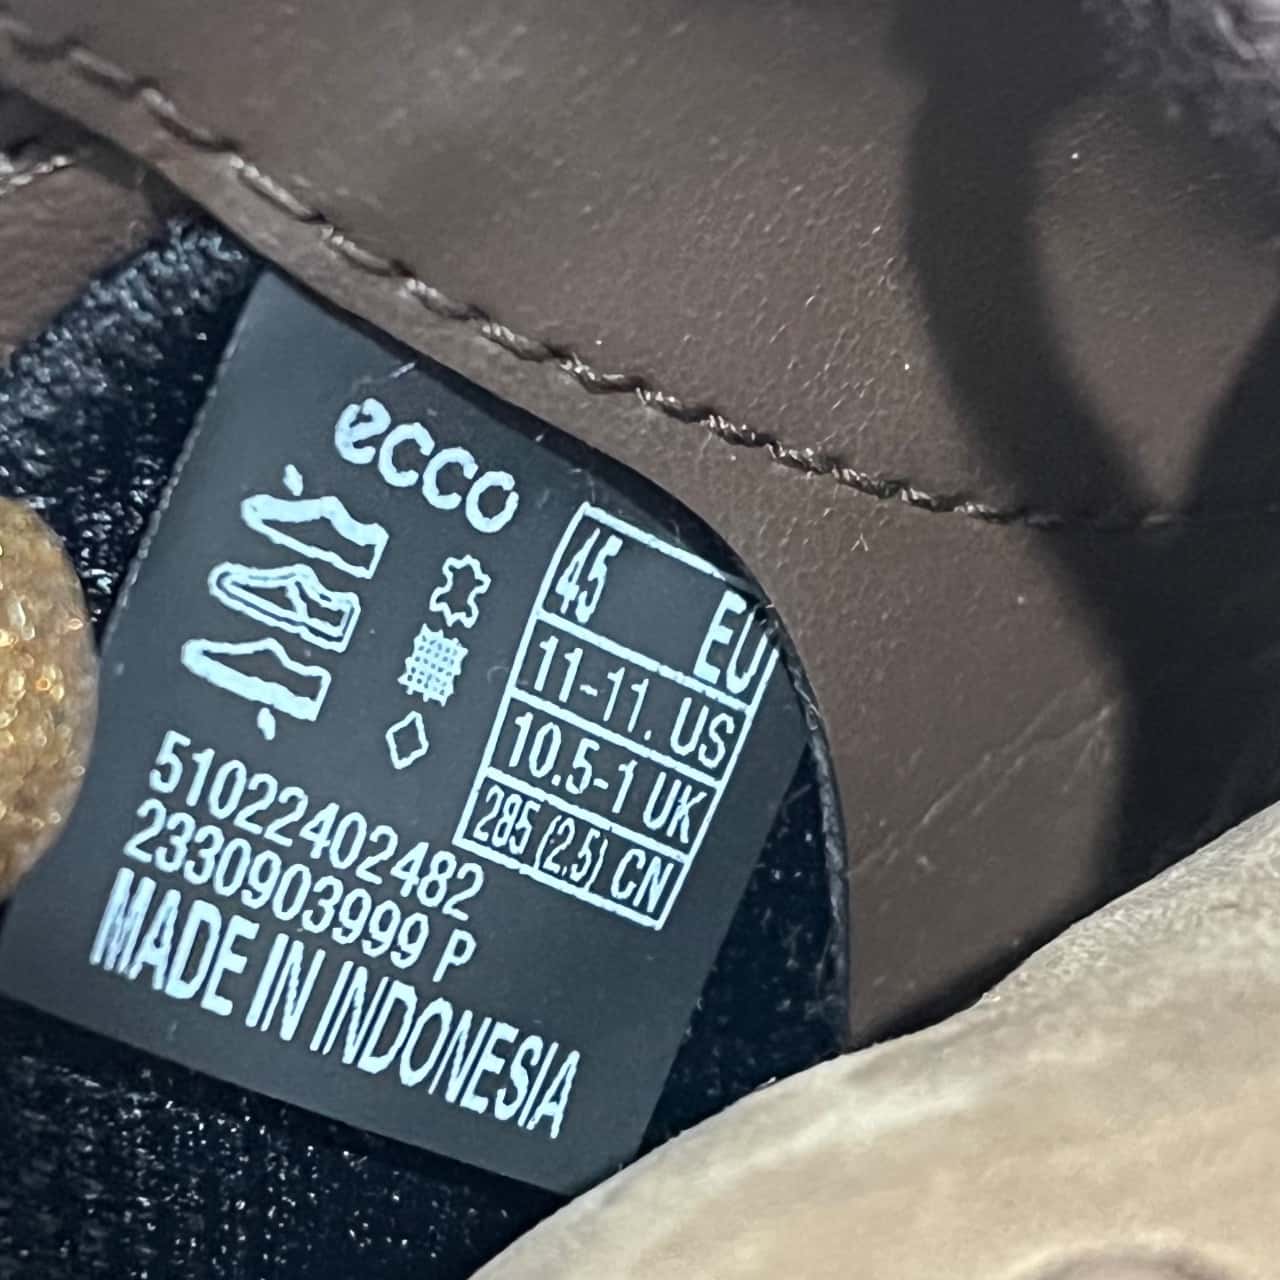 ecco
45 EU
11-11. US
10.5-1 UK
285 (2.5) CN
51022402482
2330903999 P
MADE IN INDONESIA